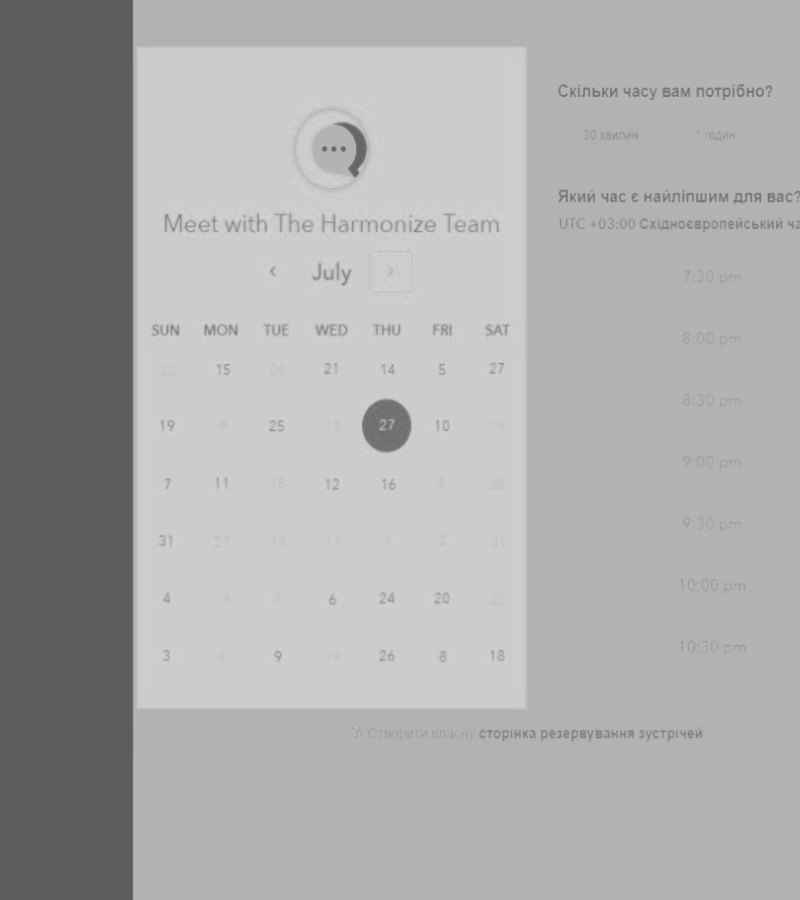 Meet with The Harmonize Team
‹ July ›
SUN MON TUE WED THU FRI SAT
22 15 26 21 14 5 27
19 9 25 19 27 10 19
7 11 15 12 16 5 28
31 27 10 17 2 31
4 19 8 6 24 20 22
3 6 9 19 26 8 18
Скільки часу вам потрібно?
30 хвилин 1 годин
Який час є найліпшим для вас?
UTC +03:00 Східноєвропейський
7:30 pm
8:00 pm
8:30 pm
9:00 pm
9:30 pm
10:00 pm
10:30 pm
Створити власну сторінка резервування зустрічей